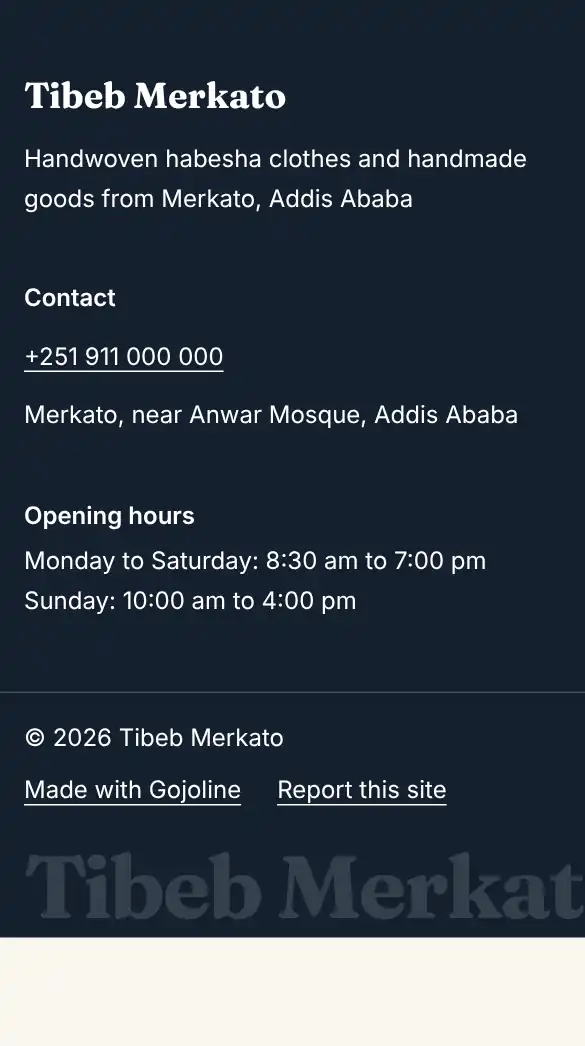 Tibeb Merkato
Handwoven habesha clothes and handmade
goods from Merkato, Addis Ababa
Contact
+251 911 000 000
Merkato, near Anwar Mosque, Addis Ababa
Opening hours
Monday to Saturday: 8:30 am to 7:00 pm
Sunday: 10:00 am to 4:00 pm
© 2026 Tibeb Merkato
Made with Gojoline Report this site
Tibeb Merkat